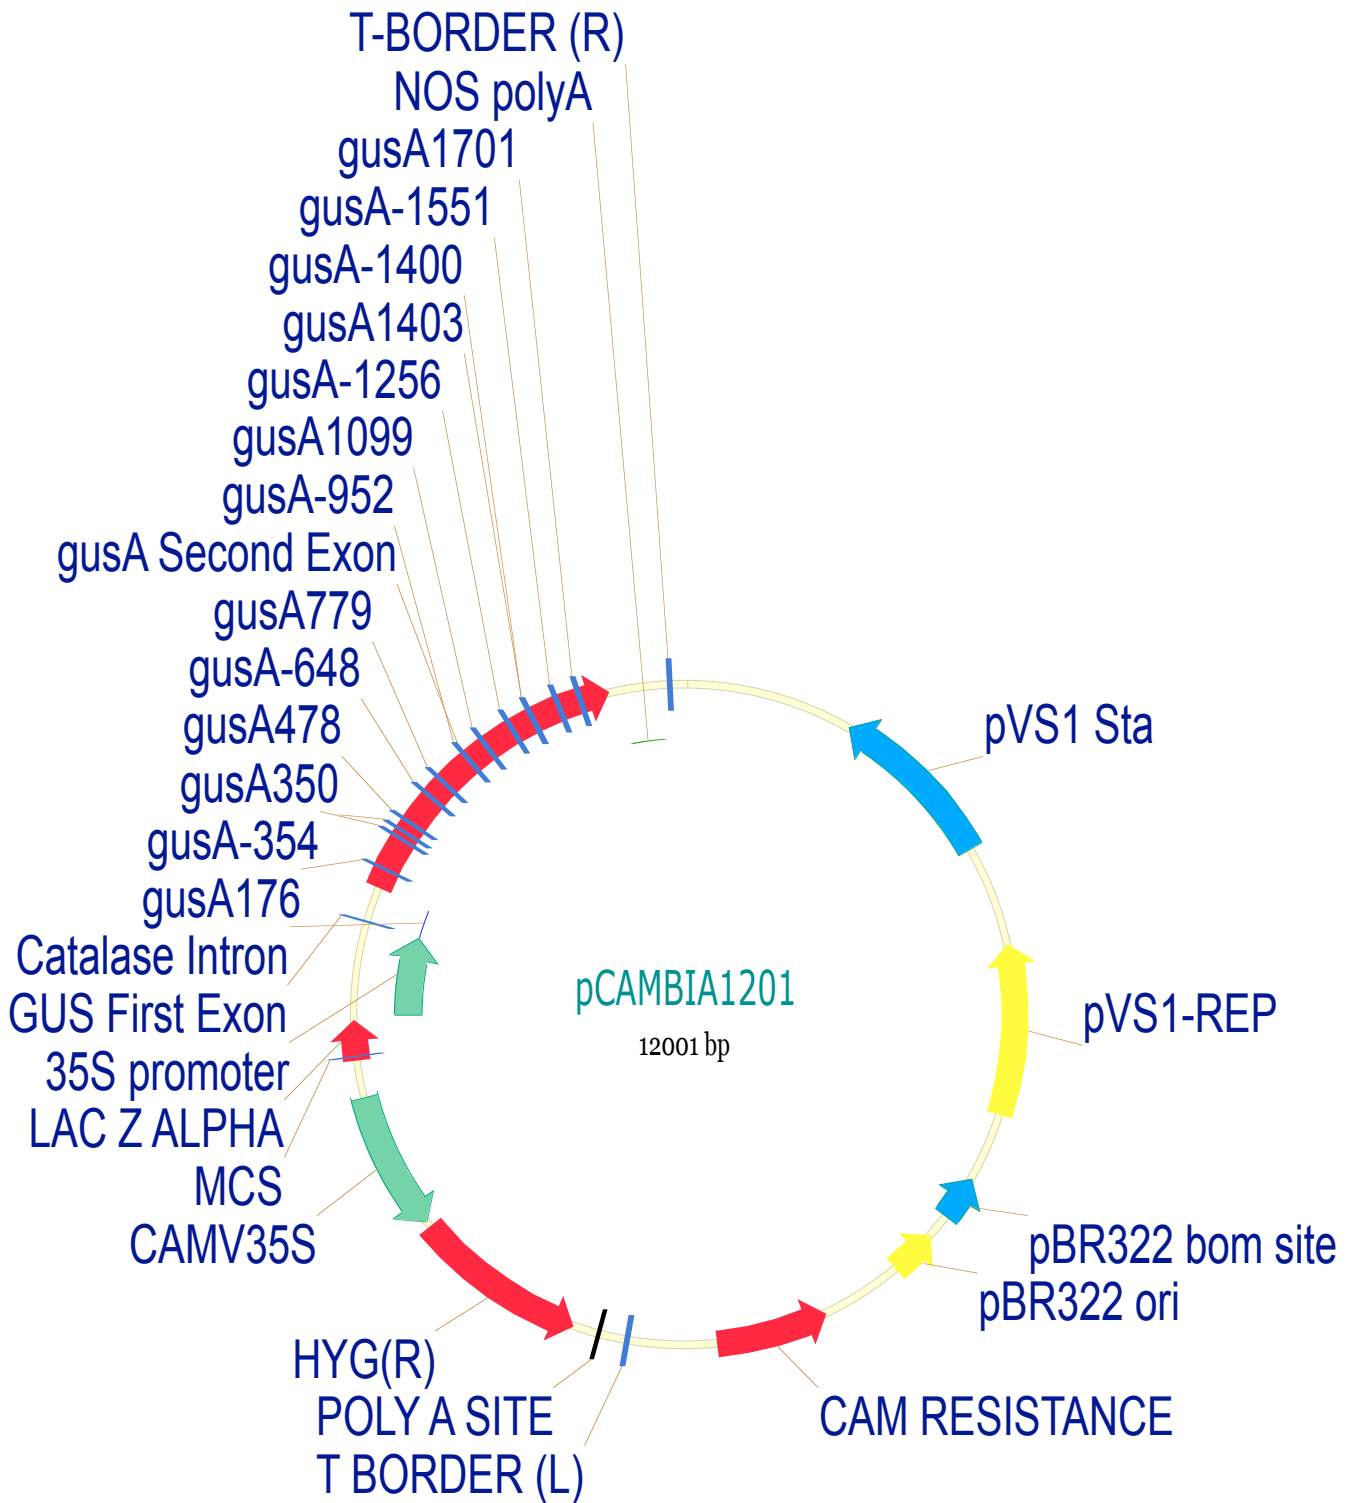 T-BORDER (R)
NOS polyA
gusA1701
gusA-1551
gusA-1400
gusA1403
gusA-1256
gusA1099
gusA-952
gusA Second Exon
gusA779
gusA-648
gusA478
gusA350
gusA-354
gusA176
Catalase Intron
GUS First Exon
35S promoter
LAC Z ALPHA
MCS
CAMV35S
HYG(R)
POLY A SITE
T BORDER (L)
pCAMBIA1201
12001 bp
pVS1 Sta
pVS1-REP
pBR322 bom site
pBR322 ori
CAM RESISTANCE